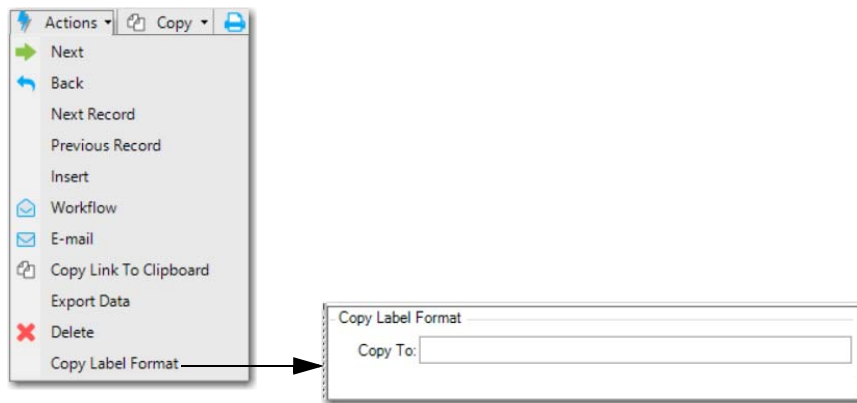 Actions Copy
Next
Back
Next Record
Previous Record
Insert
Workflow
E-mail
Copy Link To Clipboard
Export Data
Delete
Copy Label Format
Copy Label Format
Copy To: